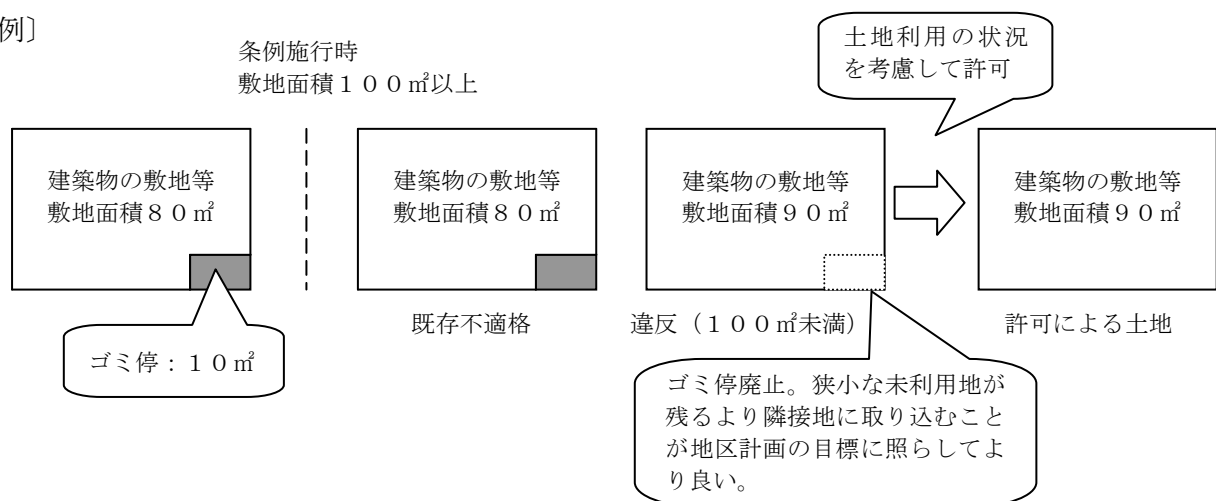 例〕
条例施行時
敷地面積１００㎡以上
土地利用の状況
を考慮して許可
建築物の敷地等
敷地面積８０㎡
建築物の敷地等
敷地面積８０㎡
建築物の敷地等
敷地面積９０㎡
建築物の敷地等
敷地面積９０㎡
既存不適格
違反（１００㎡未満）
許可による土地
ゴミ停：１０㎡
ゴミ停廃止。狭小な未利用地が
残るより隣接地に取り込むこと
が地区計画の目標に照らしてよ
り良い。